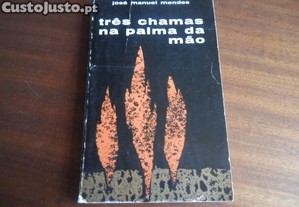 CustoJusto.pt
josé manuel mendes
três chamas
na palma da
mão